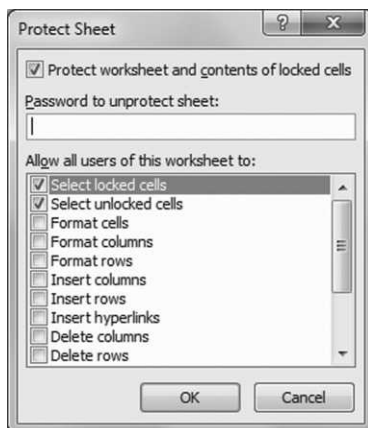 Protect Sheet
Protect worksheet and contents of locked cells
Password to unprotect sheet:
Allow all users of this worksheet to:
Select locked cells
Select unlocked cells
Format cells
Format columns
Format rows
Insert columns
Insert rows
Insert hyperlinks
Delete columns
Delete rows
OK Cancel